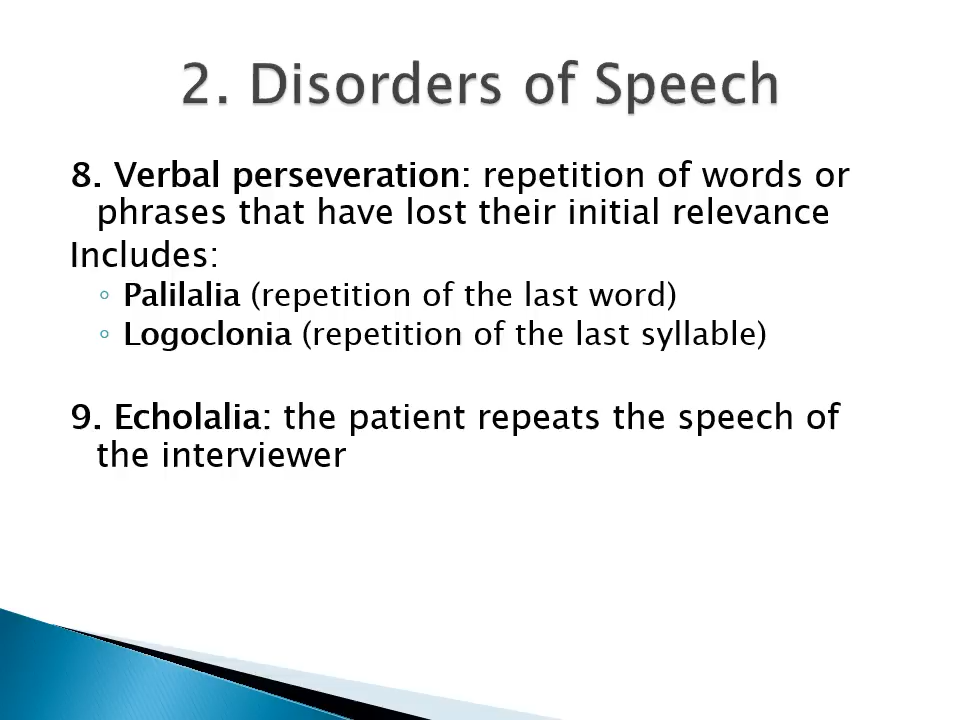 2. Disorders of Speech
8. Verbal perseveration: repetition of words or
phrases that have lost their initial relevance
Includes:
◦ Palilalia (repetition of the last word)
◦ Logoclonia (repetition of the last syllable)
9. Echolalia: the patient repeats the speech of
the interviewer